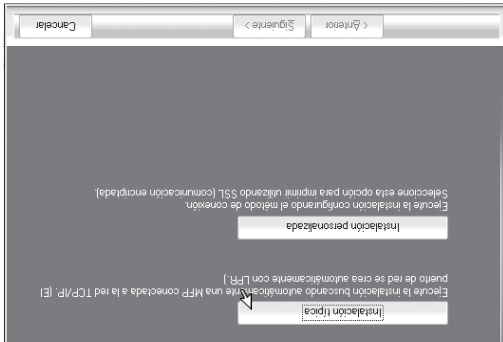 Instalación típica
Ejecute la instalación buscando automáticamente una MFP conectada a la red TCP/IP. (El
puerto de red se crea automáticamente con LPR.)
Instalación personalizada
Ejecute la instalación configurando el método de conexión.
Seleccione esta opción para imprimir utilizando SSL (comunicación encriptada).
< Anterior
Siguiente >
Cancelar